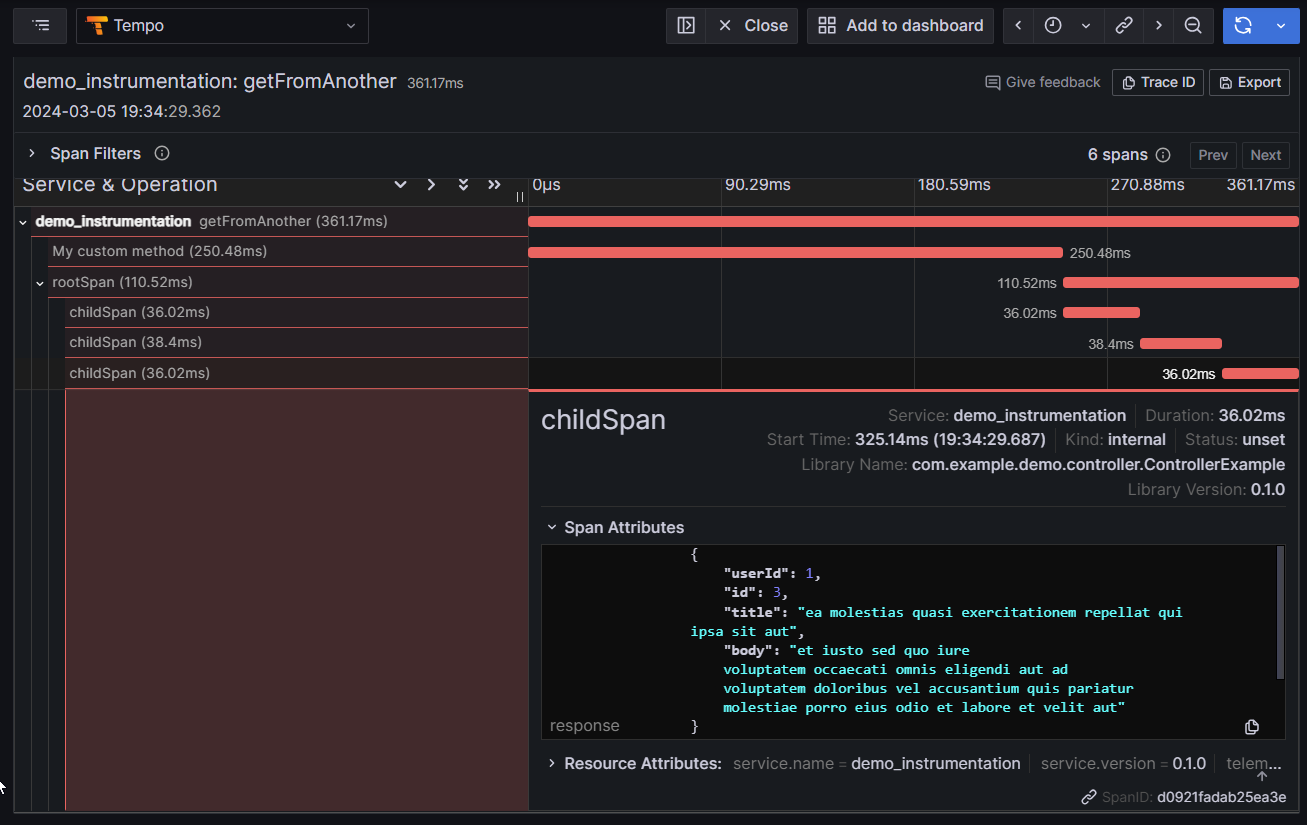 Tempo
Close
Add to dashboard
demo_instrumentation: getFromAnother 361.17ms
Give feedback
Trace ID
Export
2024-03-05 19:34:29.362
Span Filters
6 spans
Prev
Next
Service & Operation
0μs
90.29ms
180.59ms
270.88ms
361.17ms
demo_instrumentation getFromAnother (361.17ms)
My custom method (250.48ms)
250.48ms
rootSpan (110.52ms)
110.52ms
childSpan (36.02ms)
36.02ms
childSpan (38.4ms)
38.4ms
childSpan (36.02ms)
36.02ms
childSpan
Service: demo_instrumentation
Duration: 36.02ms
Start Time: 325.14ms (19:34:29.687)
Kind: internal
Status: unset
Library Name: com.example.demo.controller.ControllerExample
Library Version: 0.1.0
Span Attributes
{
"userId": 1,
"id": 3,
"title": "ea molestias quasi exercitationem repellat qui
ipsa sit aut",
"body": "et iusto sed quo iure
voluptatem occaecati omnis eligendi aut ad
voluptatem doloribus vel accusantium quis pariatur
molestiae porro eius odio et labore et velit aut"
response
}
Resource Attributes: service.name = demo_instrumentation
service.version = 0.1.0
telem...
SpanID: d0921fadab25ea3e